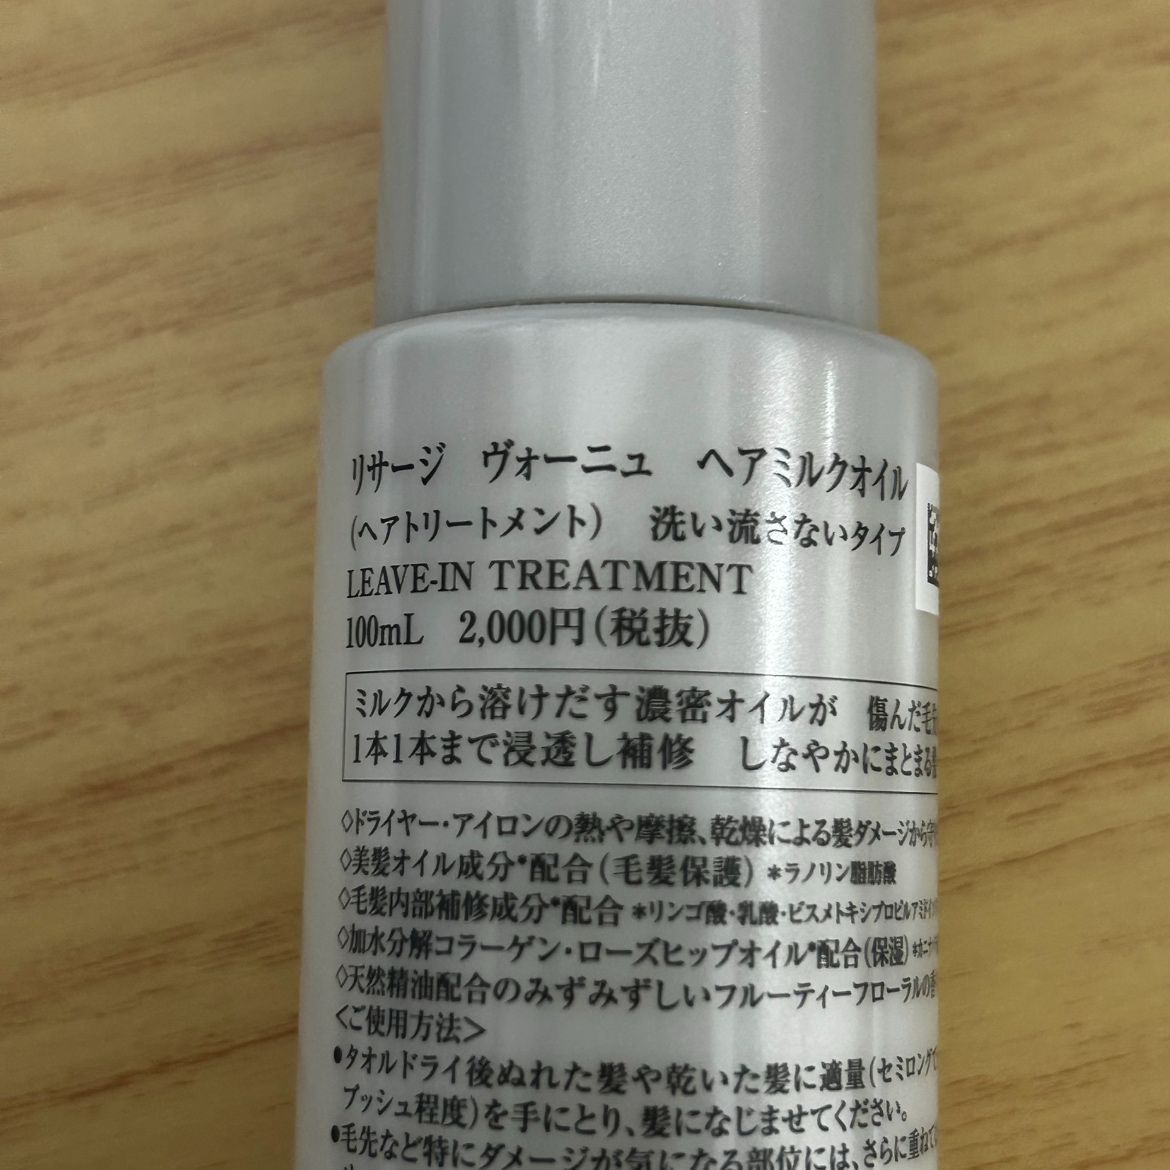 リサージ　ヴォーニュ　ヘアミルクオイル
(ヘアトリートメント)　洗い流さないタイプ
LEAVE-IN TREATMENT
100mL　2,000円(税抜)
ミルクから溶けだす濃密オイルが　傷んだ毛
1本1本まで浸透し補修　しなやかにまとまる
◇ドライヤー・アイロンの熱や摩擦、乾燥による髪ダメージから守
◇美髪オイル成分*配合(毛髪保護) *ラノリン脂肪酸
◇毛髪内部補修成分*配合 *リンゴ酸・乳酸・ビスメトキシプロピルアミド
◇加水分解コラーゲン・ローズヒップオイル*配合(保湿) *カニナ
◇天然精油配合のみずみずしいフルーティーフローラルの香
<ご使用方法>
●タオルドライ後ぬれた髪や乾いた髪に適量(セミロングで
プッシュ程度)を手にとり、髪になじませてください。
●毛先など特にダメージが気になる部位には、さらに重ねて